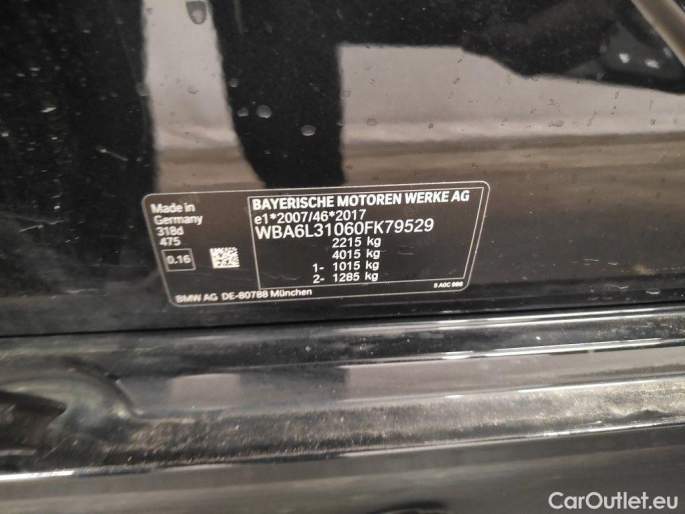 Made in
Germany
318d
475
0.16
BAYERISCHE MOTOREN WERKE AG
e1*2007/46*2017
WBA6L31060FK79529
2215 kg
4015 kg
1- 1015 kg
2- 1285 kg
BMW AG DE-80788 München
CarOutlet.eu